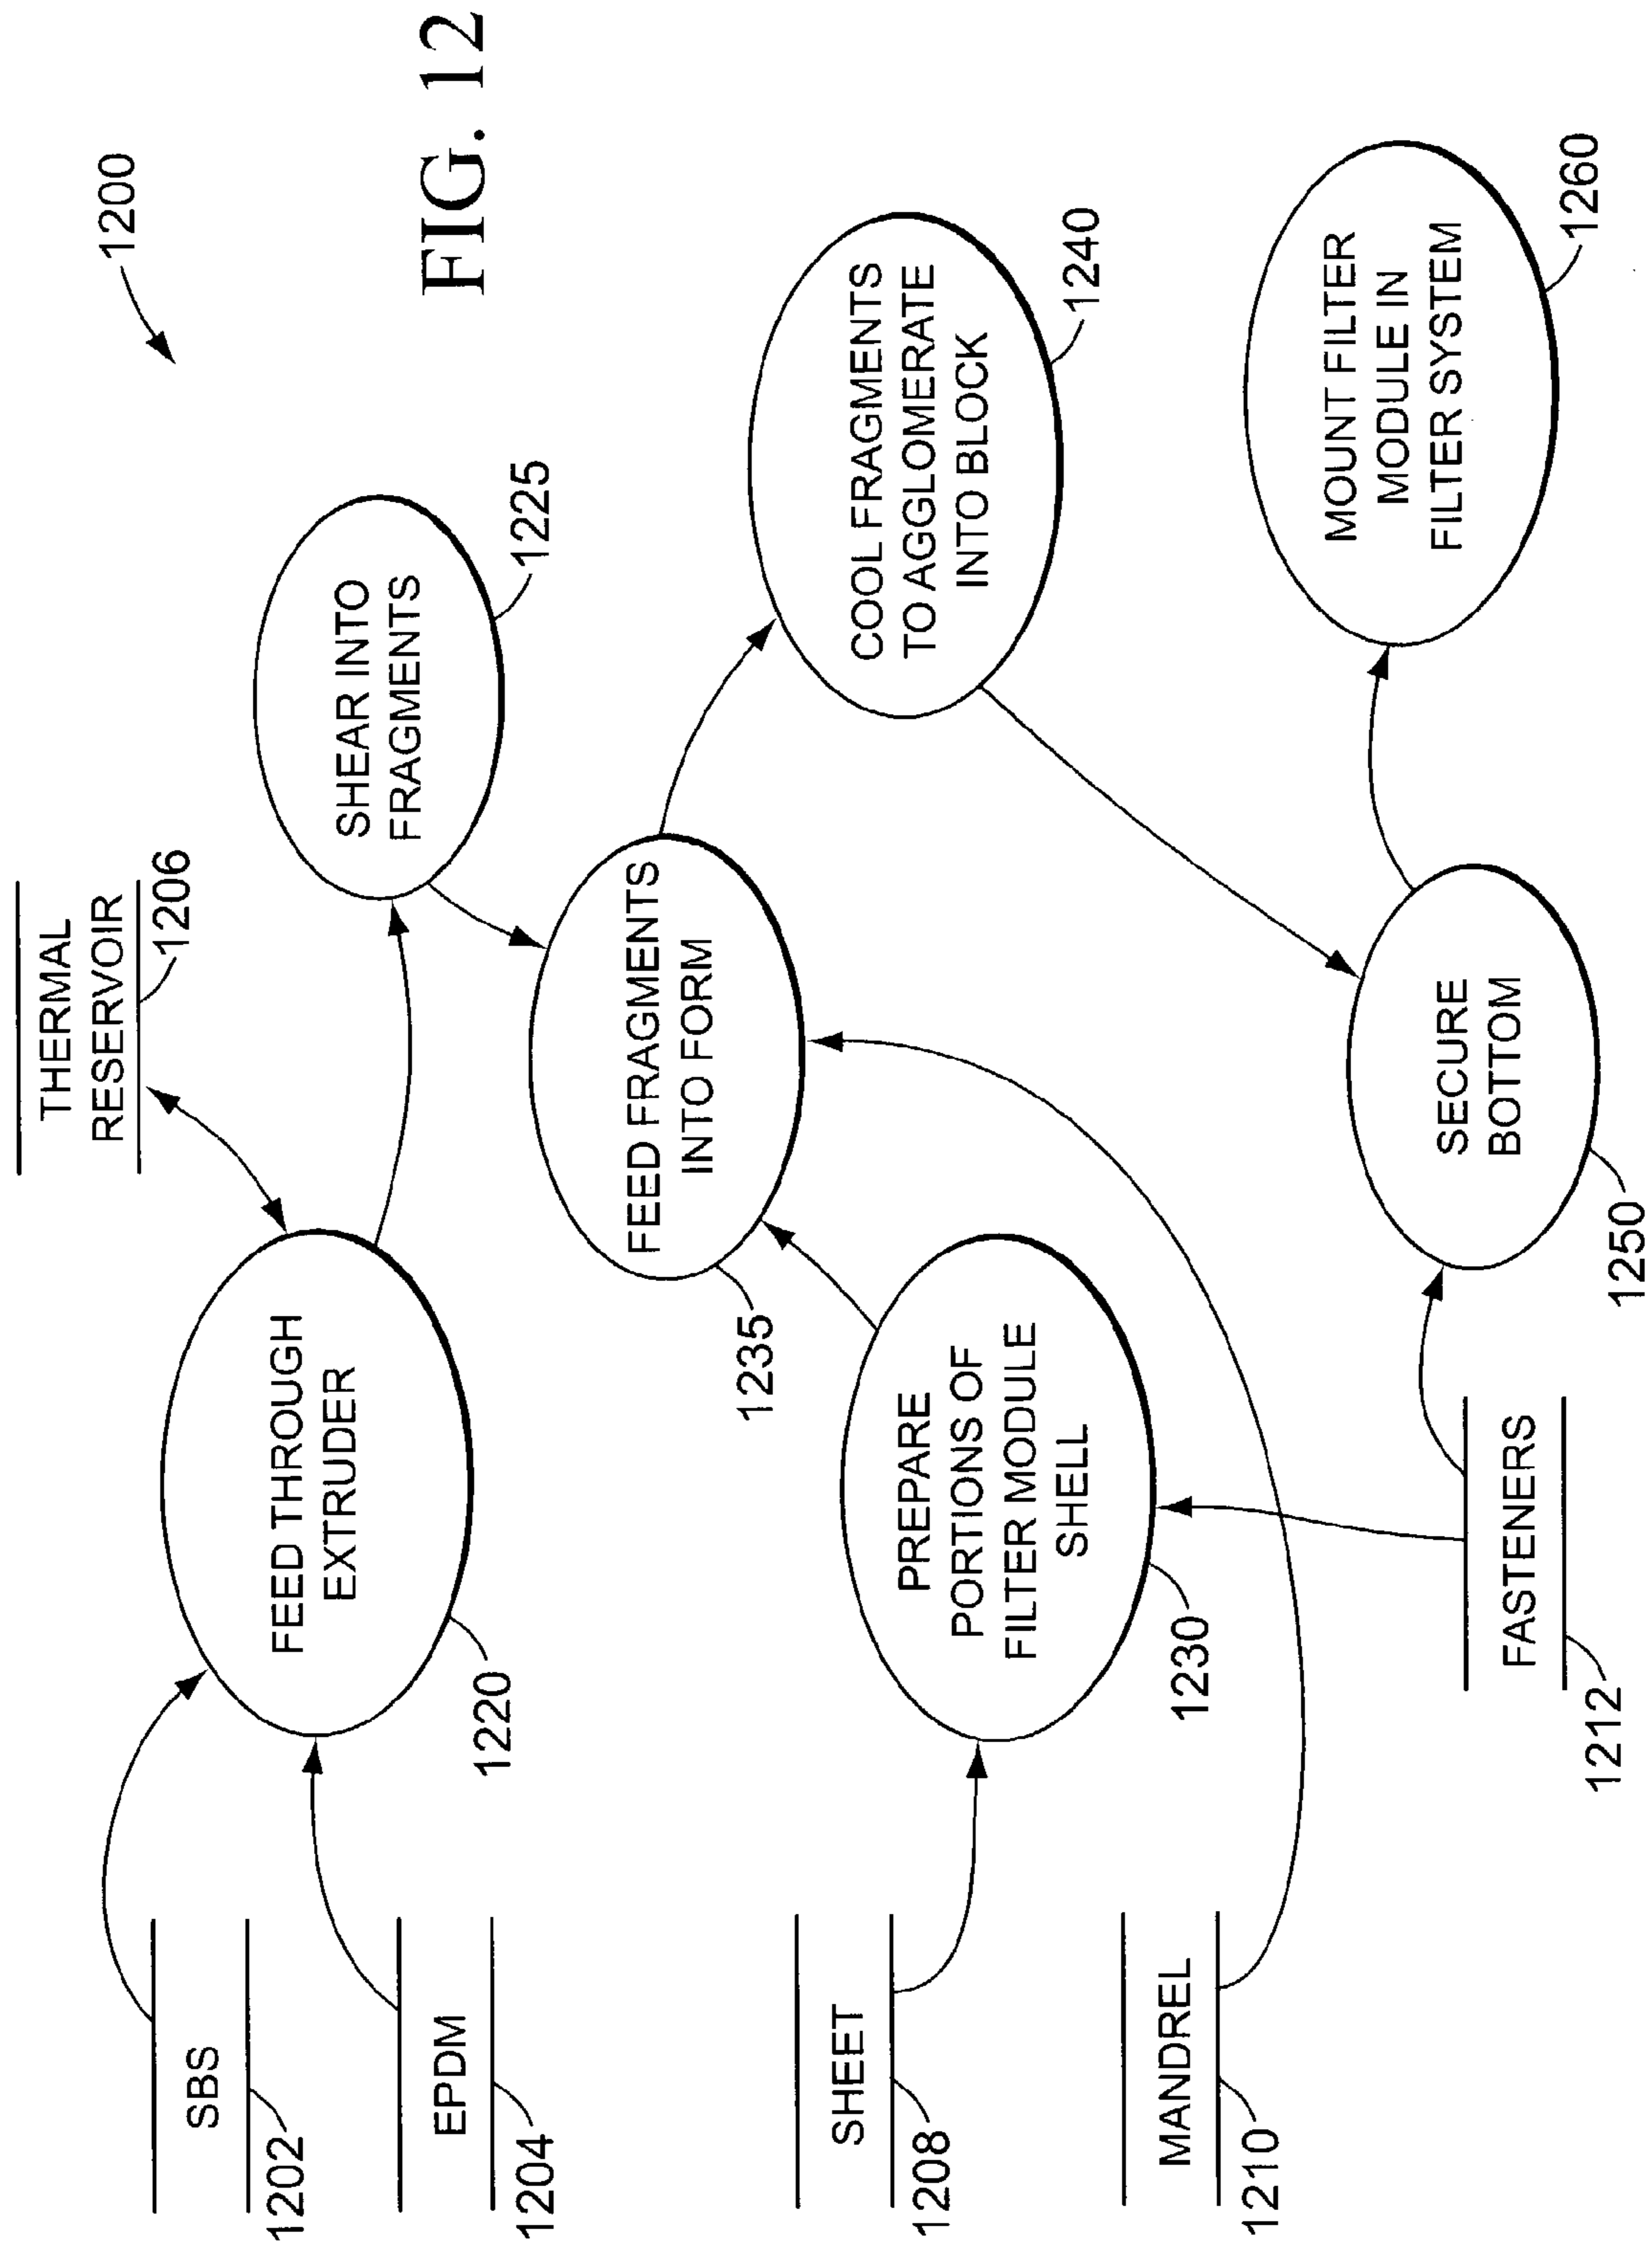 1200
FIG. 12
THERMAL
RESERVOIR
1206
SBS
1202
EPDM
1204
FEED THROUGH
EXTRUDER
1220
SHEAR INTO
FRAGMENTS
1225
FEED FRAGMENTS
INTO FORM
1235
COOL FRAGMENTS
TO AGGLOMERATE
INTO BLOCK
1240
SHEET
1208
PREPARE
PORTIONS OF
FILTER MODULE
SHELL
1230
MANDREL
1210
FASTENERS
1212
SECURE
BOTTOM
1250
MOUNT FILTER
MODULE IN
FILTER SYSTEM
1260